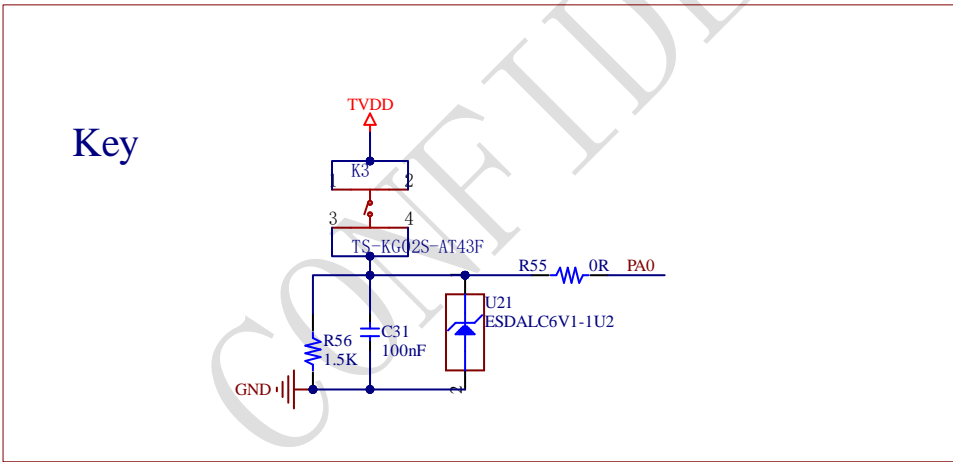 TVDD
Key
K3
1 2
3 4
TS-KG02S-AT43F
R55 0R PA0
U21
ESDALC6V1-1U2
R56
1.5K
C31
100nF
GND
2
CONFIDE